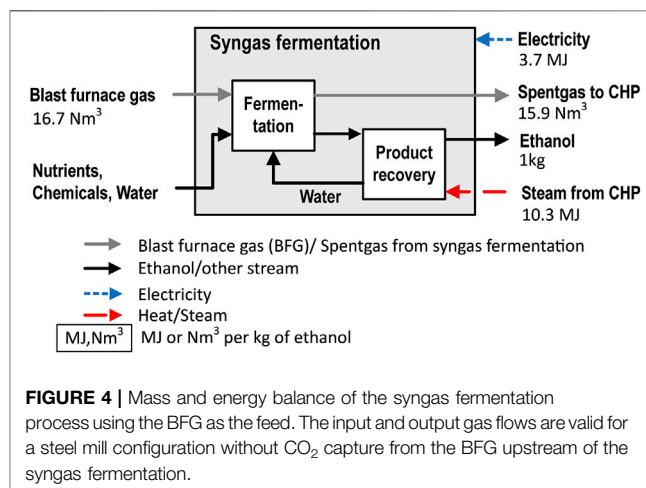 Syngas fermentation
Electricity
3.7 MJ
Blast furnace gas
16.7 Nm³
Fermen-
tation
Spentgas to CHP
15.9 Nm³
Ethanol
1kg
Nutrients,
Chemicals, Water
Product
recovery
Water
Steam from CHP
10.3 MJ
Blast furnace gas (BFG)/ Spentgas from syngas fermentation
Ethanol/other stream
Electricity
Heat/Steam
MJ,Nm³ MJ or Nm³ per kg of ethanol
FIGURE 4 | Mass and energy balance of the syngas fermentation
process using the BFG as the feed. The input and output gas flows are valid for
a steel mill configuration without CO₂ capture from the BFG upstream of the
syngas fermentation.